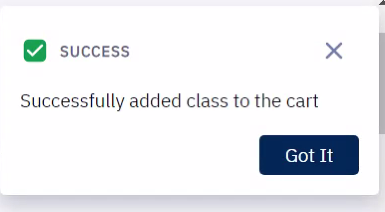 SUCCESS
Successfully added class to the cart
Got It